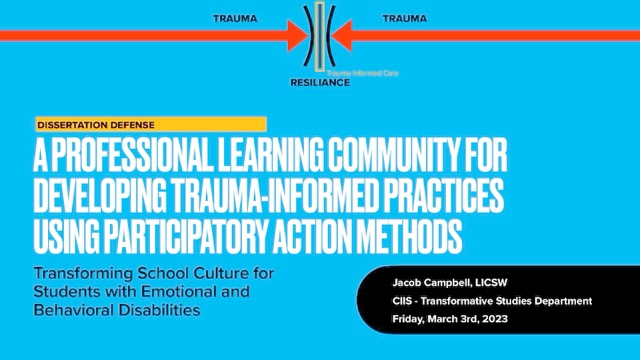 TRAUMA
TRAUMA
Trauma Informed Care
RESILIANCE
DISSERTATION DEFENSE
A PROFESSIONAL LEARNING COMMUNITY FOR
DEVELOPING TRAUMA-INFORMED PRACTICES
USING PARTICIPATORY ACTION METHODS
Transforming School Culture for
Students with Emotional and
Behavioral Disabilities
Jacob Campbell, LICSW
CIIS - Transformative Studies Department
Friday, March 3rd, 2023